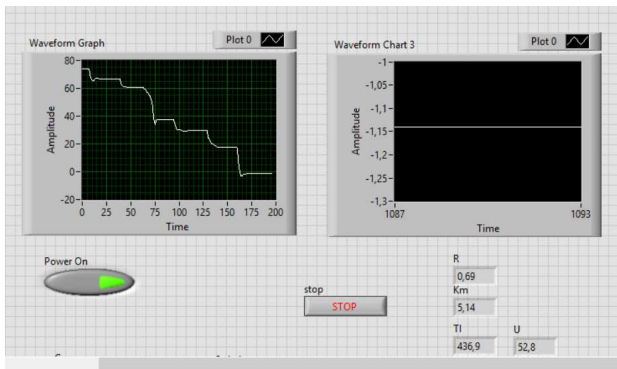 Waveform Graph
Plot 0
80
60
40
20
0
-20
Amplitude
0 25 50 75 100 125 150 175 200
Time
Waveform Chart 3
Plot 0
-1
-1,05
-1,1
-1,15
-1,2
-1,25
-1,3
Amplitude
1087 1093
Time
Power On
stop
STOP
R
0,69
Km
5,14
TI U
436,9 52,8